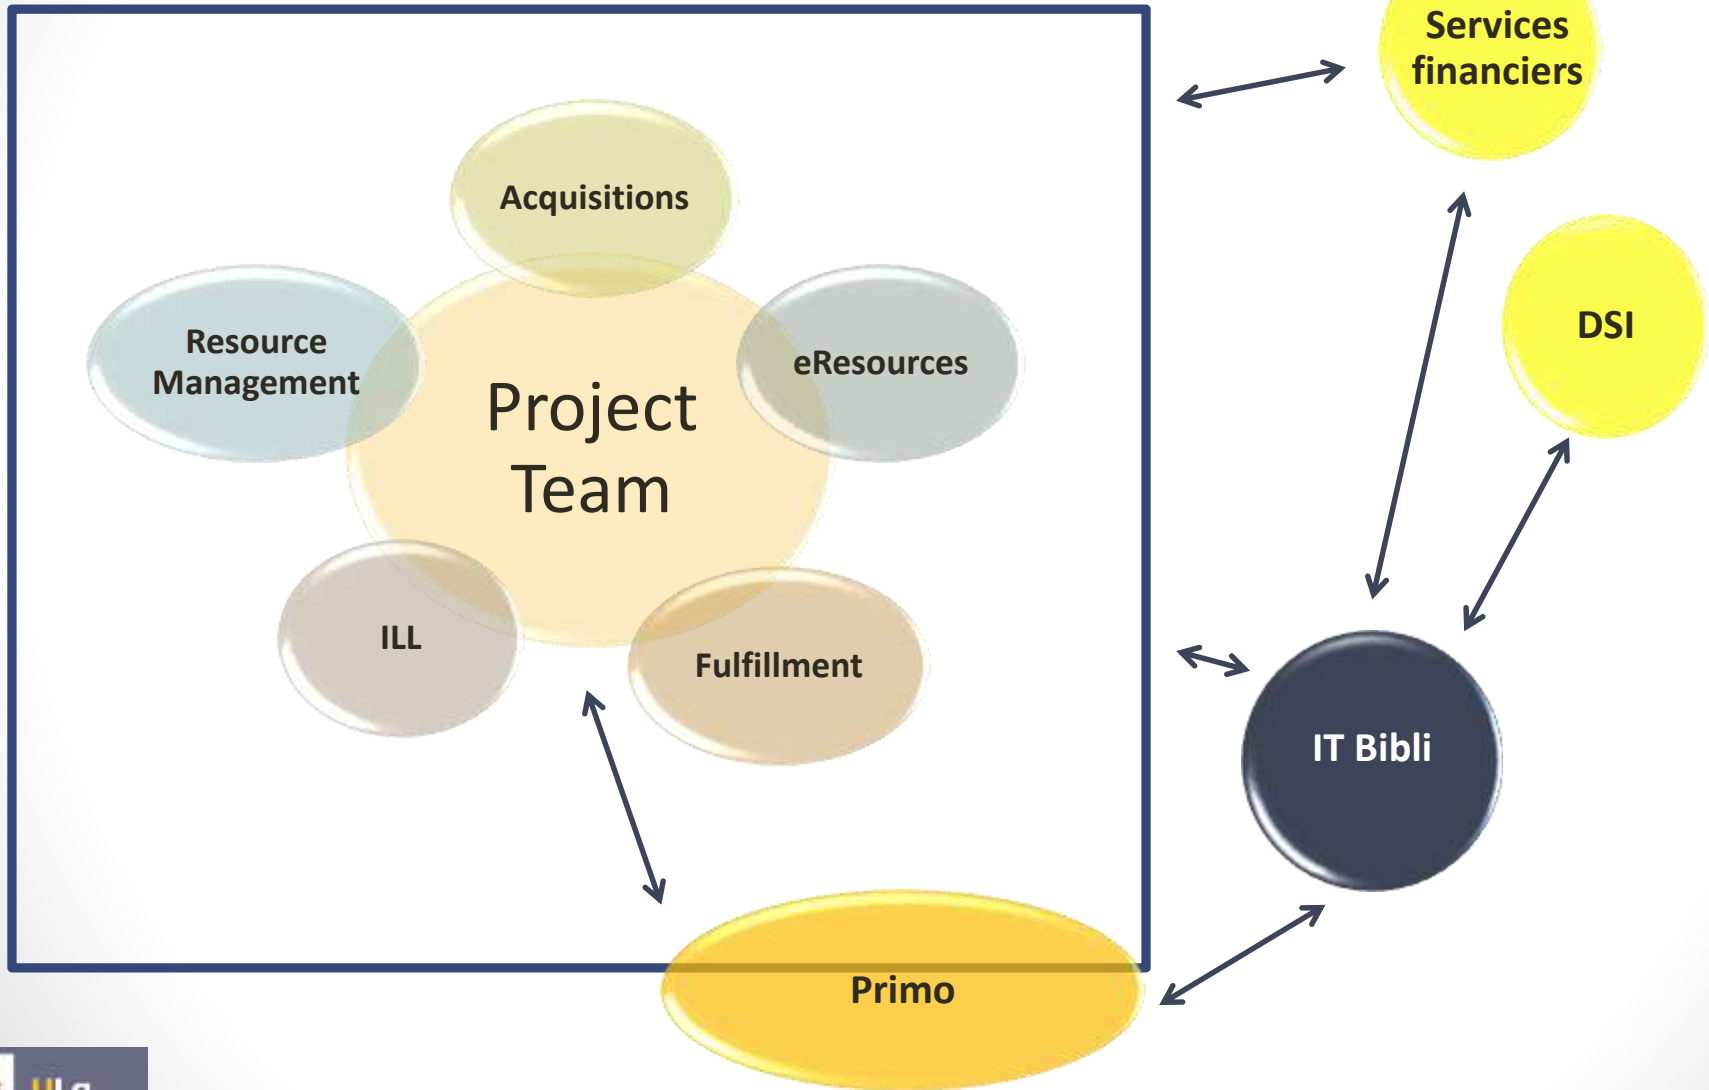 Services
financiers
Acquisitions
Resource
Management
eResources
DSI
Project
Team
ILL
Fulfillment
IT Bibli
Primo